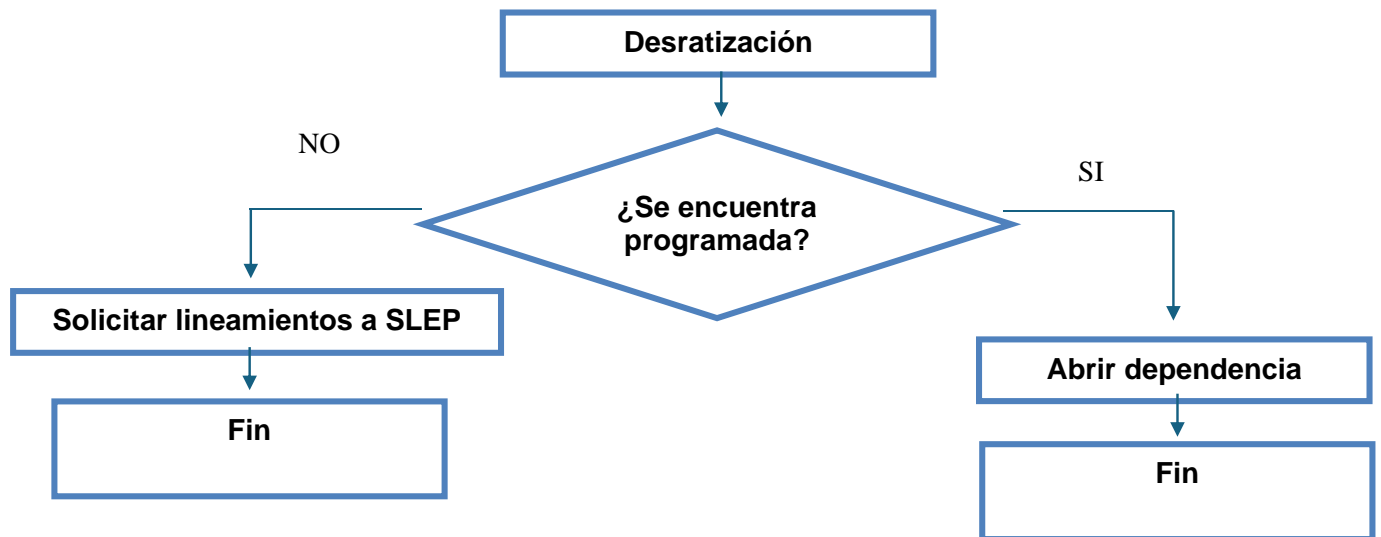 Desratización
NO
SI
¿Se encuentra
programada?
Solicitar lineamientos a SLEP
Abrir dependencia
Fin
Fin